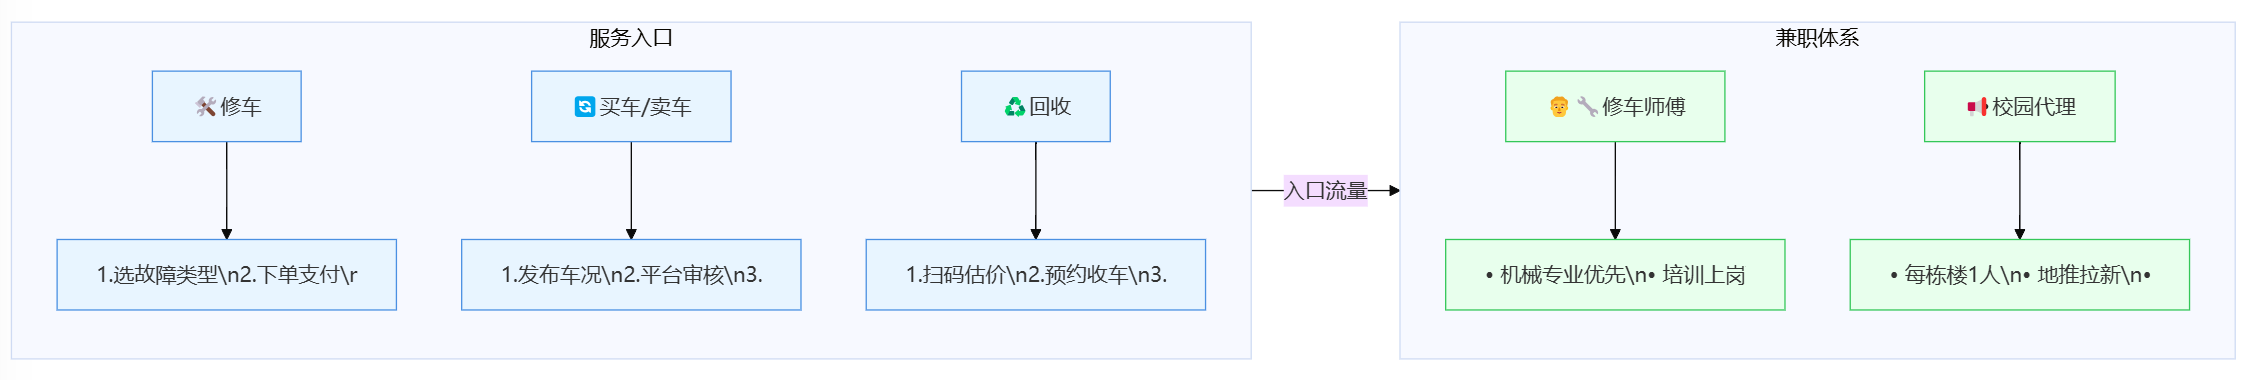 服务入口
修车
买车/卖车
回收
1.选故障类型\n2.下单支付\r
1.发布车况\n2.平台审核\n3.
1.扫码估价\n2.预约收车\n3.
入口流量
兼职体系
修车师傅
校园代理
• 机械专业优先\n• 培训上岗
• 每栋楼1人\n• 地推拉新\n•